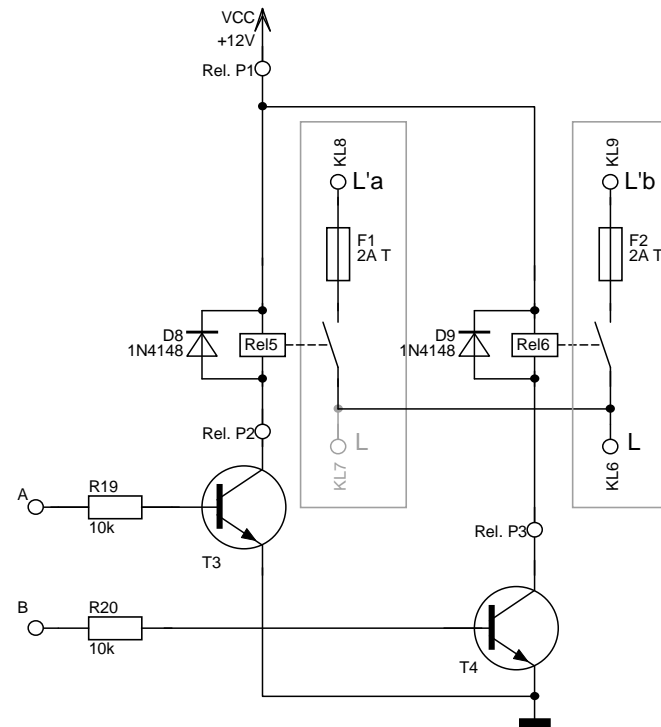 VCC
+12V
Rel. P1
KL8
L'a
KL9
L'b
F1
2A T
F2
2A T
D8
1N4148
Rel5
D9
1N4148
Rel6
Rel. P2
L
KL7
L
KL6
A
R19
10k
T3
Rel. P3
B
R20
10k
T4